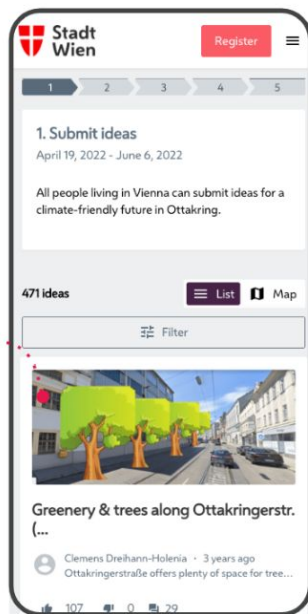 Stadt
Wien
Register
1 2 3 4 5
1. Submit ideas
April 19, 2022 - June 6, 2022
All people living in Vienna can submit ideas for a
climate-friendly future in Ottakring.
471 ideas
List
Map
Filter
Greenery & trees along Ottakringerstr.
(...
Clemens Dreihann-Holenia · 3 years ago
Ottakringerstraße offers plenty of space for tree...
107 0 29